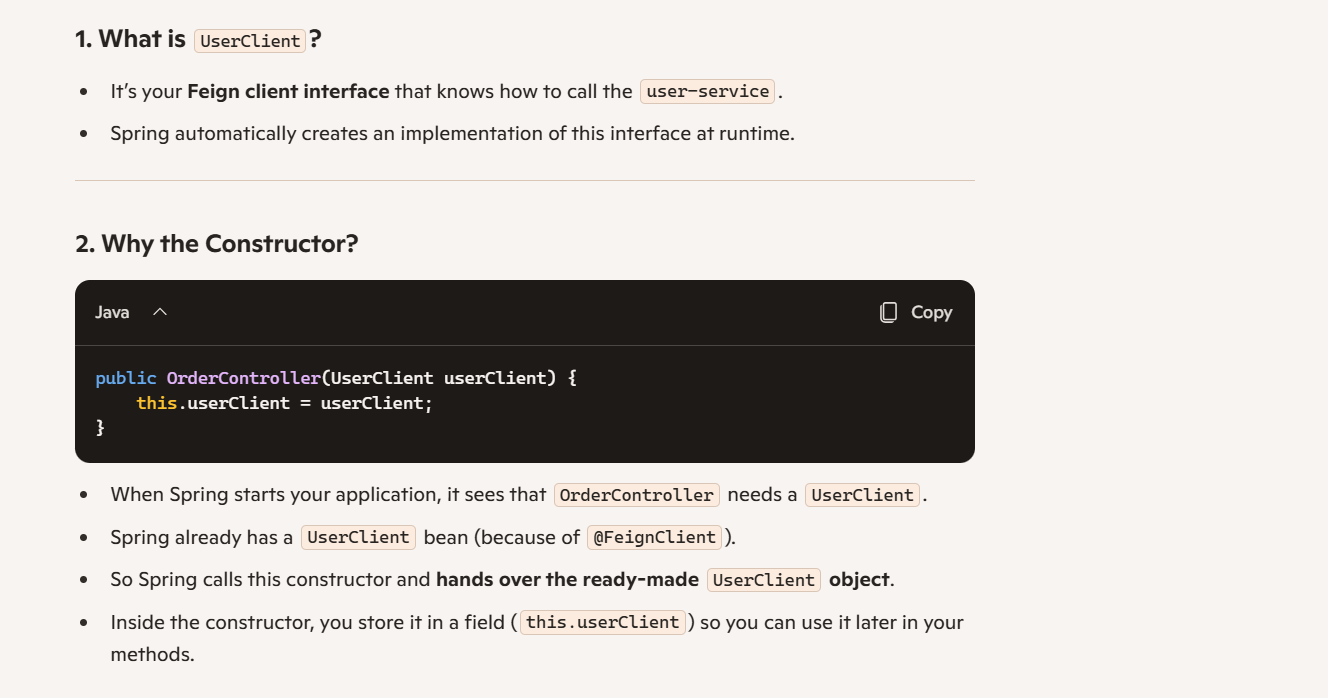 1. What is UserClient?
• It’s your Feign client interface that knows how to call the user-service.
• Spring automatically creates an implementation of this interface at runtime.
2. Why the Constructor?
Java Copy
public OrderController(UserClient userClient) {
    this.userClient = userClient;
}
• When Spring starts your application, it sees that OrderController needs a UserClient.
• Spring already has a UserClient bean (because of @FeignClient).
• So Spring calls this constructor and hands over the ready-made UserClient object.
• Inside the constructor, you store it in a field (this.userClient) so you can use it later in your
methods.